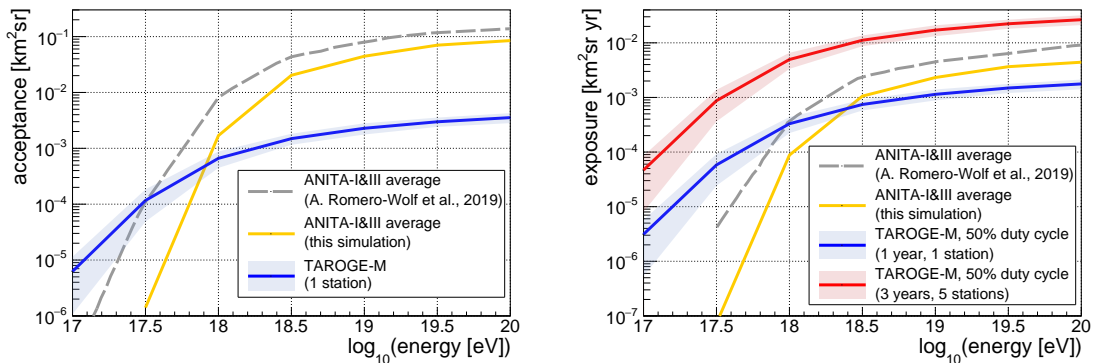 acceptance [km²sr]
10⁻¹
10⁻²
10⁻³
10⁻⁴
10⁻⁵
10⁻⁶
17 17.5 18 18.5 19 19.5 20
log₁₀(energy [eV])
ANITA-I&III average
(A. Romero-Wolf et al., 2019)
ANITA-I&III average
(this simulation)
TAROGE-M
(1 station)
exposure [km²sr yr]
10⁻²
10⁻³
10⁻⁴
10⁻⁵
10⁻⁶
10⁻⁷
17 17.5 18 18.5 19 19.5 20
log₁₀(energy [eV])
ANITA-I&III average
(A. Romero-Wolf et al., 2019)
ANITA-I&III average
(this simulation)
TAROGE-M, 50% duty cycle
(1 year, 1 station)
TAROGE-M, 50% duty cycle
(3 years, 5 stations)